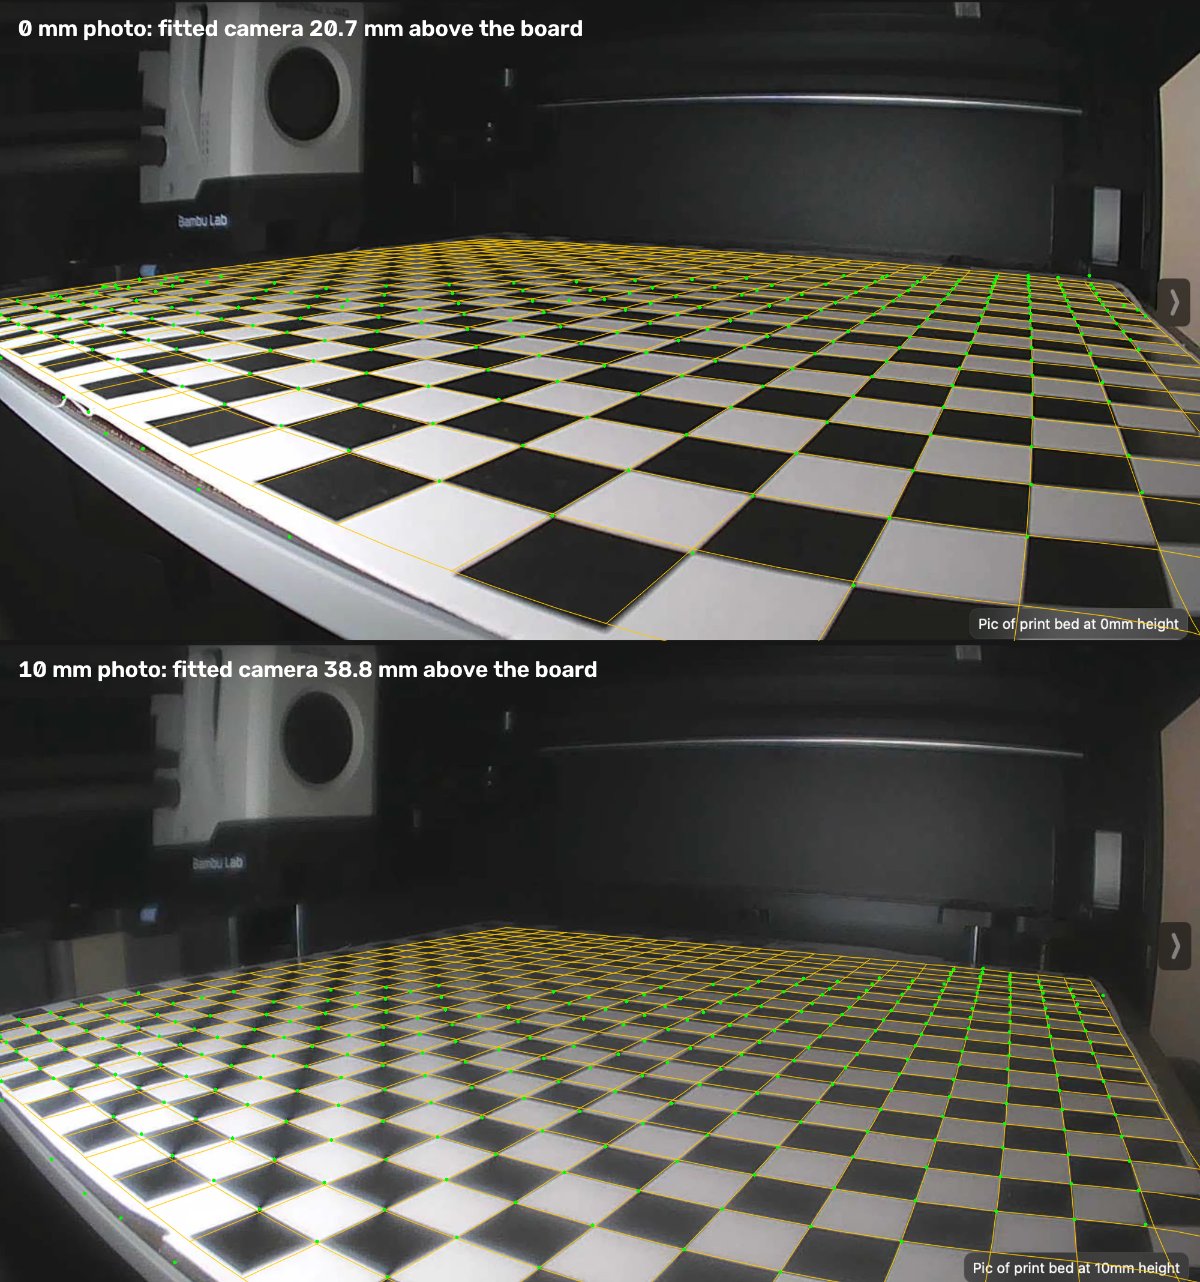 0 mm photo: fitted camera 20.7 mm above the board
Bambu Lab
Pic of print bed at 0mm height
10 mm photo: fitted camera 38.8 mm above the board
Bambu Lab
Pic of print bed at 10mm height